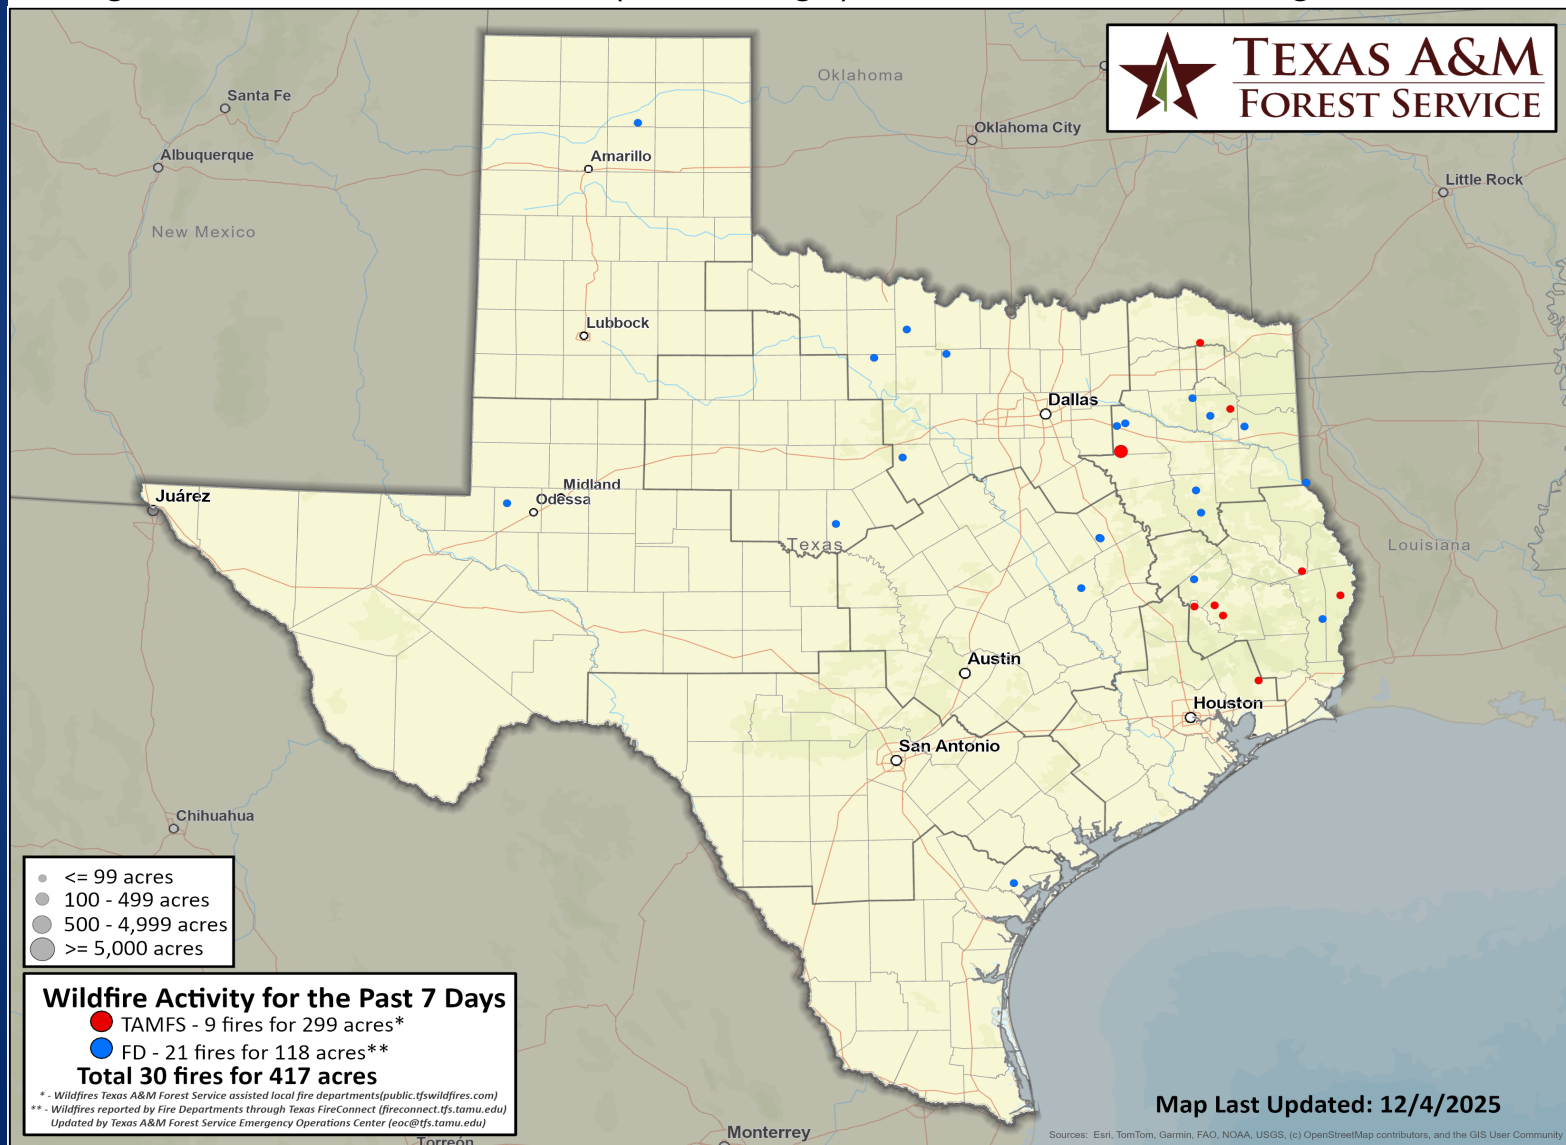 TEXAS A&M
FOREST SERVICE
Oklahoma
Santa Fe
Oklahoma City
Albuquerque
Amarillo
Little Rock
New Mexico
Lubbock
Dallas
Midland
Juárez
Odessa
Texas
Louisiana
Austin
Houston
San Antonio
Chihuahua
<= 99 acres
100 - 499 acres
500 - 4,999 acres
>= 5,000 acres
Wildfire Activity for the Past 7 Days
TAMFS - 9 fires for 299 acres*
FD - 21 fires for 118 acres**
Total 30 fires for 417 acres
* - Wildfires Texas A&M Forest Service assisted local fire departments(public.tfswildfires.com)
** - Wildfires reported by Fire Departments through Texas FireConnect (fireconnect.tfs.tamu.edu)
Updated by Texas A&M Forest Service Emergency Operations Center (eoc@tfs.tamu.edu)
Map Last Updated: 12/4/2025
Monterrey
Torreón
Sources: Esri, TomTom, Garmin, FAO, NOAA, USGS, (c) OpenStreetMap contributors, and the GIS User Community